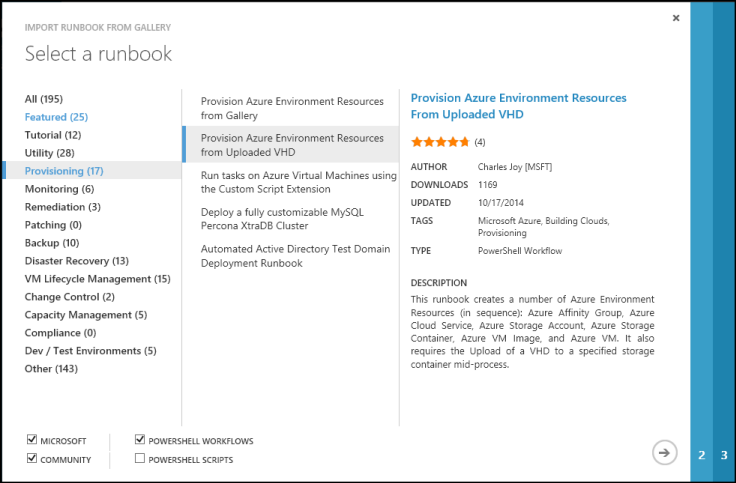 ×
IMPORT RUNBOOK FROM GALLERY
Select a runbook
All (195)
Featured (25)
Tutorial (12)
Utility (28)
Provisioning (17)
Monitoring (6)
Remediation (3)
Patching (0)
Backup (10)
Disaster Recovery (13)
VM Lifecycle Management (15)
Change Control (2)
Capacity Management (5)
Compliance (0)
Dev / Test Environments (5)
Other (143)
Provision Azure Environment Resources
from Gallery
Provision Azure Environment Resources
from Uploaded VHD
Run tasks on Azure Virtual Machines using
the Custom Script Extension
Deploy a fully customizable MySQL
Percona XtraDB Cluster
Automated Active Directory Test Domain
Deployment Runbook
Provision Azure Environment Resources
From Uploaded VHD
(4)
AUTHOR Charles Joy [MSFT]
DOWNLOADS 1169
UPDATED 10/17/2014
TAGS Microsoft Azure, Building Clouds,
Provisioning
TYPE PowerShell Workflow
DESCRIPTION
This runbook creates a number of Azure Environment
Resources (in sequence): Azure Affinity Group, Azure
Cloud Service, Azure Storage Account, Azure Storage
Container, Azure VM Image, and Azure VM. It also
requires the Upload of a VHD to a specified storage
container mid-process.
MICROSOFT
COMMUNITY
POWERSHELL WORKFLOWS
POWERSHELL SCRIPTS
2 3